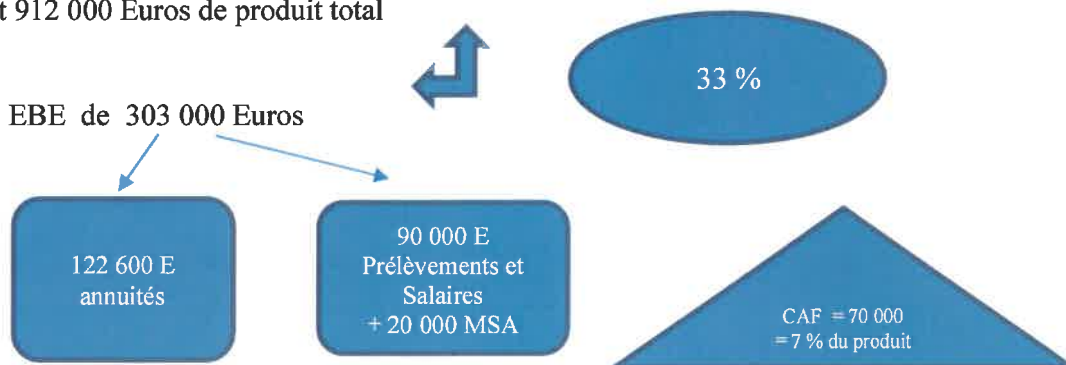 t 912 000 Euros de produit total
33 %
EBE de 303 000 Euros
122 600 E
annuités
90 000 E
Prélèvements et
Salaires
+ 20 000 MSA
CAF = 70 000
= 7 % du produit